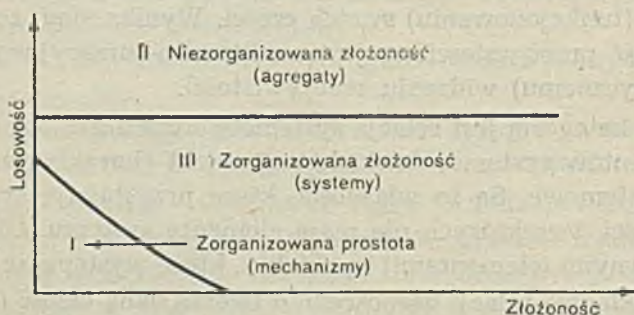 II Niezorganizowana złożoność
(agregaty)
Losowość
III Zorganizowana złożoność
(systemy)
I
Zorganizowana prostota
(mechanizmy)
Złożoność